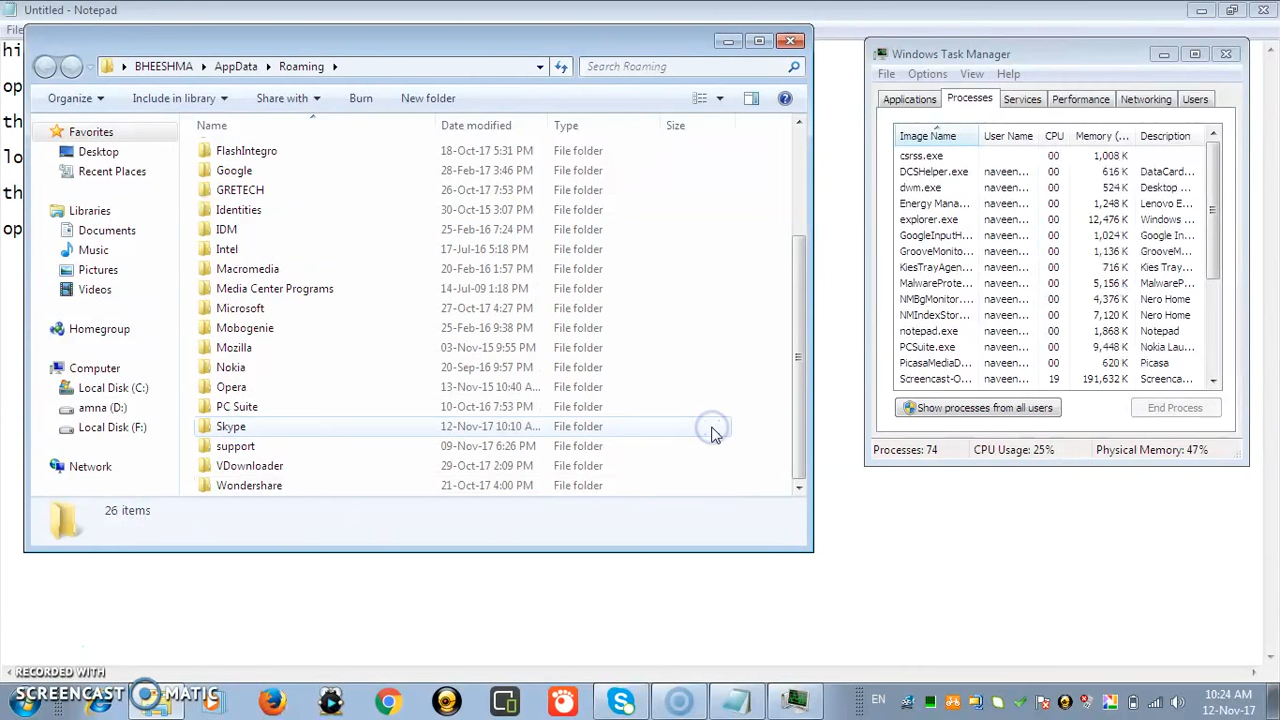 Untitled - Notepad
File
hi
op
th
lo
th
op
BHEESHMA AppData Roaming
Search Roaming
Organize Include in library Share with Burn New folder
Favorites
Desktop
Recent Places
Libraries
Documents
Music
Pictures
Videos
Homegroup
Computer
Local Disk (C:)
amna (D:)
Local Disk (F:)
Network
Name Date modified Type Size
FlashIntegro 18-Oct-17 5:31 PM File folder
Google 28-Feb-17 3:46 PM File folder
GRETECH 26-Oct-17 7:53 PM File folder
Identities 30-Oct-15 3:07 PM File folder
IDM 25-Feb-16 7:24 PM File folder
Intel 17-Jul-16 5:18 PM File folder
Macromedia 20-Feb-16 1:57 PM File folder
Media Center Programs 14-Jul-09 1:18 PM File folder
Microsoft 27-Oct-17 4:27 PM File folder
Mobogenie 25-Feb-16 9:38 PM File folder
Mozilla 03-Nov-15 9:55 PM File folder
Nokia 20-Sep-16 9:57 PM File folder
Opera 13-Nov-15 10:40 A... File folder
PC Suite 10-Oct-16 7:53 PM File folder
Skype 12-Nov-17 10:10 A... File folder
support 09-Nov-17 6:26 PM File folder
VDownloader 29-Oct-17 2:09 PM File folder
Wondershare 21-Oct-17 4:00 PM File folder
26 items
Windows Task Manager
File Options View Help
Applications Processes Services Performance Networking Users
Image Name User Name CPU Memory (... Description
csrss.exe 00 1,008 K
DCSHelper.exe naveen... 00 616 K DataCard...
dwm.exe naveen... 00 524 K Desktop ...
Energy Mana... naveen... 00 1,248 K Lenovo E...
explorer.exe naveen... 00 12,476 K Windows ...
GoogleInputH... naveen... 00 1,024 K Google In...
GrooveMonito... naveen... 00 1,136 K GrooveM...
KiesTrayAgen... naveen... 00 716 K Kies Tray...
MalwareProte... naveen... 00 5,156 K MalwareP...
NMBgMonitor... naveen... 00 4,376 K Nero Home
NMIndexStor... naveen... 00 7,120 K Nero Home
notepad.exe naveen... 00 1,868 K Notepad
PCSuite.exe naveen... 00 9,448 K Nokia Lau...
PicasaMediaD... naveen... 00 620 K Picasa
Screencast-O... naveen... 19 191,632 K Screenca...
Show processes from all users End Process
Processes: 74 CPU Usage: 25% Physical Memory: 47%
RECORDED WITH
SCREENCAST MATIC
EN
10:24 AM
12-Nov-17